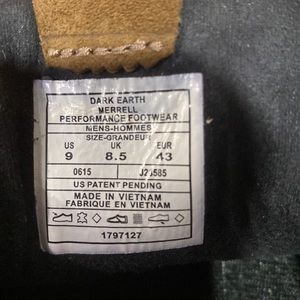 DARK EARTH
MERRELL
PERFORMANCE FOOTWEAR
MENS-HOMMES
SIZE-GRANDEUR
US UK EUR
9 8.5 43
0615
US PATENT PENDING
MADE IN VIETNAM
FABRIQUE EN VIETNAM
1797127